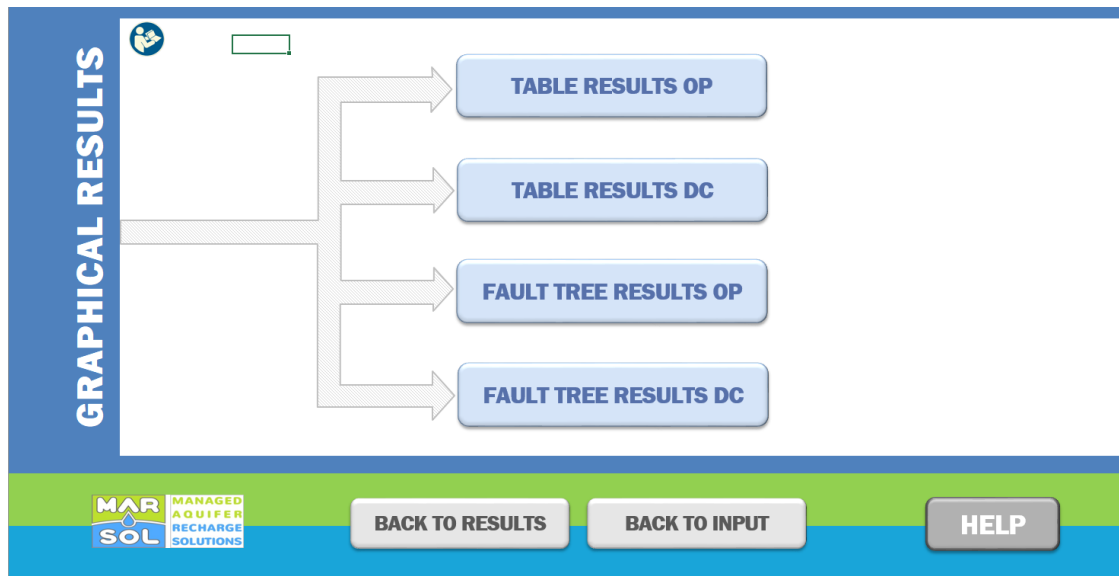 GRAPHICAL RESULTS
TABLE RESULTS OP
TABLE RESULTS DC
FAULT TREE RESULTS OP
FAULT TREE RESULTS DC
MAR
SOL
MANAGED
AQUIFER
RECHARGE
SOLUTIONS
BACK TO RESULTS
BACK TO INPUT
HELP